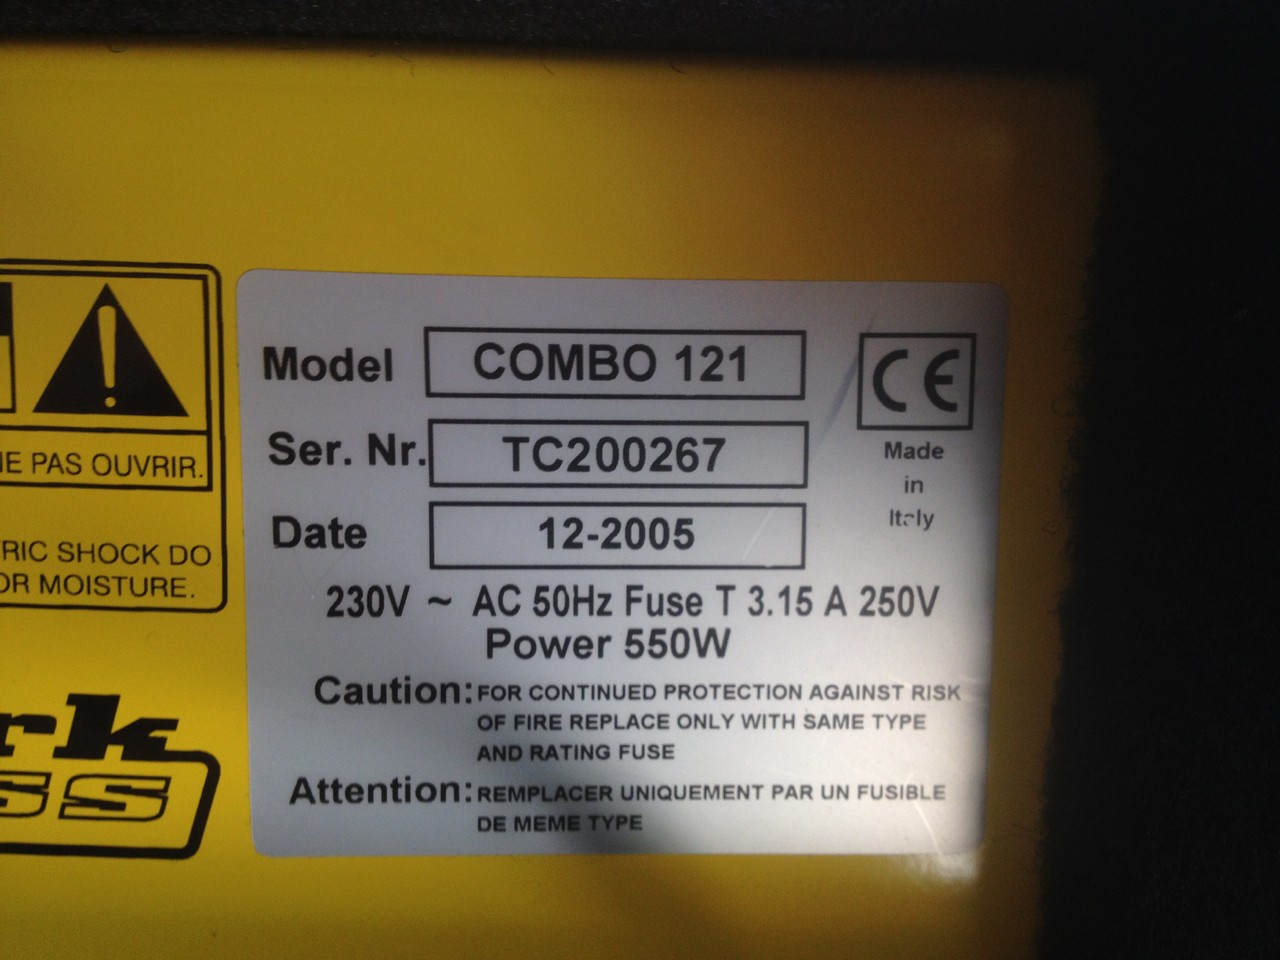 NE PAS OUVRIR.
SHOCK DO
OR MOISTURE.
Model COMBO 121
Ser. Nr. TC200267
Date 12-2005
CE
Made
in
Italy
230V ~ AC 50Hz Fuse T 3.15 A 250V
Power 550W
Caution: FOR CONTINUED PROTECTION AGAINST RISK
OF FIRE REPLACE ONLY WITH SAME TYPE
AND RATING FUSE
Attention: REMPLACER UNIQUEMENT PAR UN FUSIBLE
DE MEME TYPE